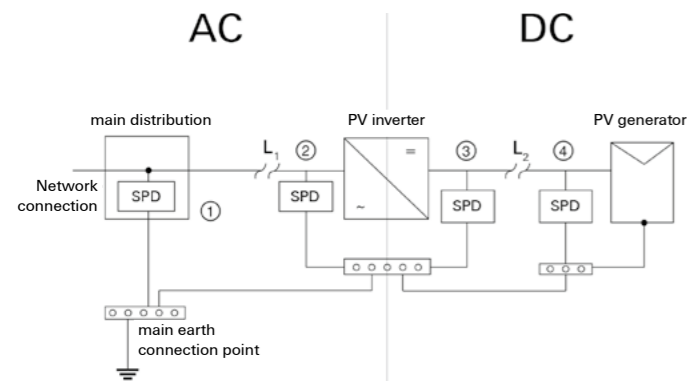 AC
DC
main distribution
PV inverter
PV generator
L1
②
=
③
L2
④
Network
connection
SPD
①
~
SPD
SPD
SPD
main earth
connection point